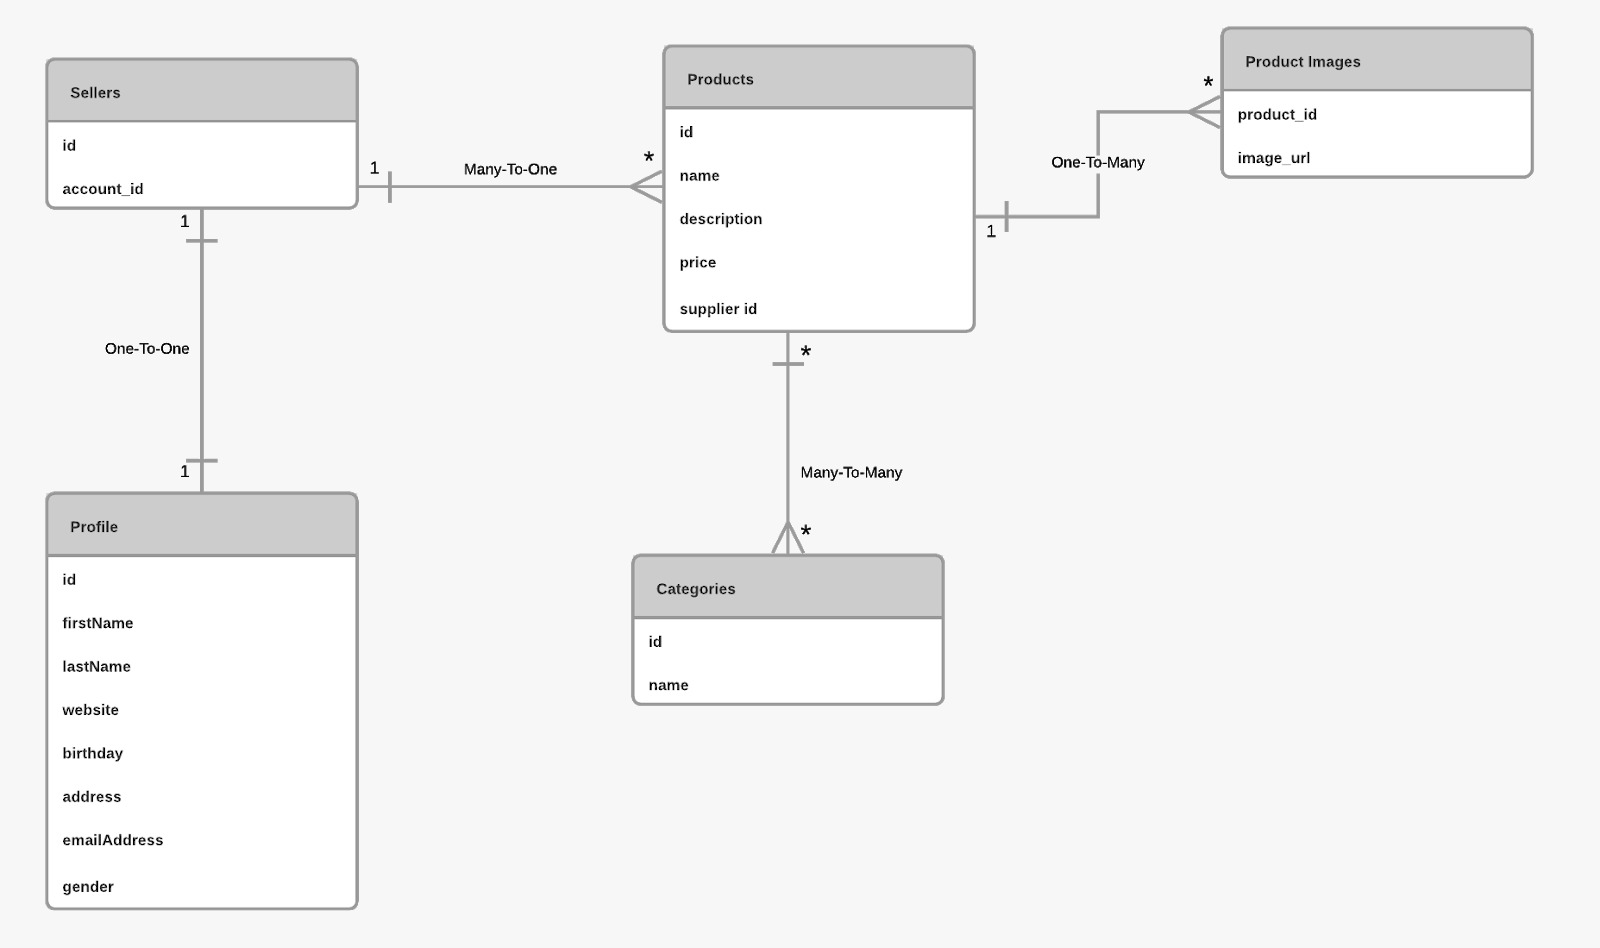 Sellers
id
account_id
1
Many-To-One
*
Products
id
name
description
price
supplier id
1
One-To-Many
*
Product Images
product_id
image_url
1
One-To-One
1
Profile
id
firstName
lastName
website
birthday
address
emailAddress
gender
*
Many-To-Many
*
Categories
id
name